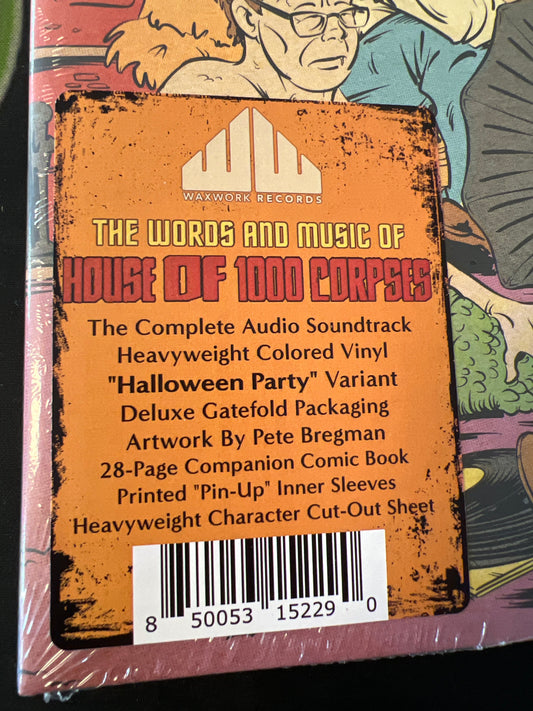 WAXWORK RECORDS
THE WORDS AND MUSIC OF
HOUSE OF 1000 CORPSES
The Complete Audio Soundtrack
Heavyweight Colored Vinyl
"Halloween Party" Variant
Deluxe Gatefold Packaging
Artwork By Pete Bregman
28-Page Companion Comic Book
Printed "Pin-Up" Inner Sleeves
Heavyweight Character Cut-Out Sheet
8 50053 15229 0